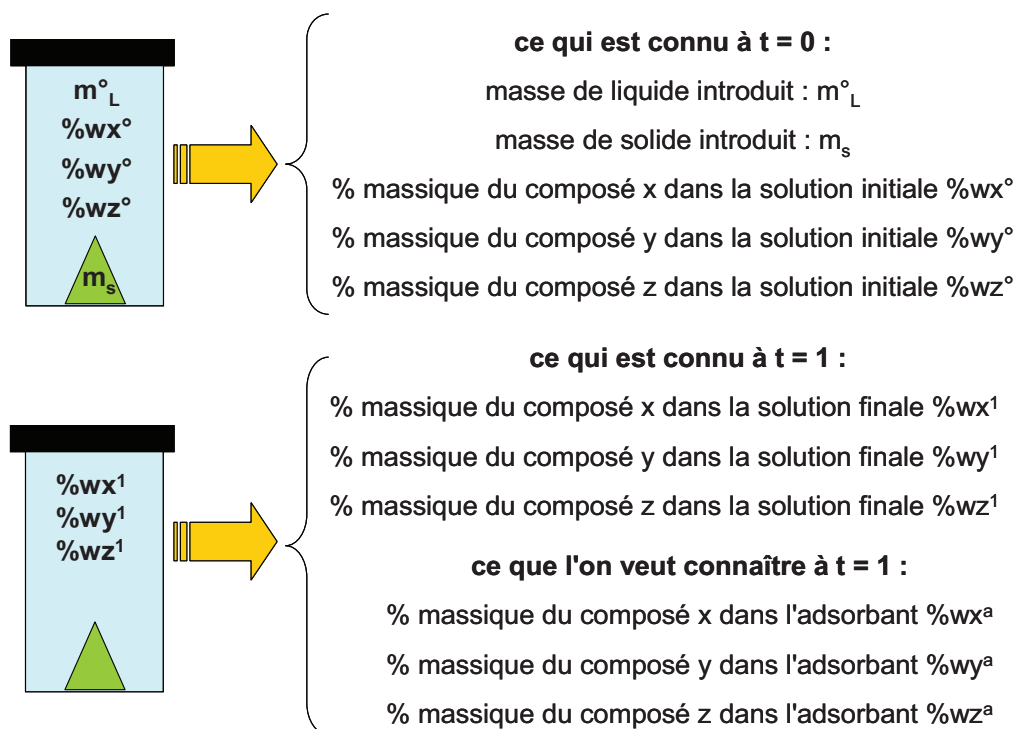 m°L
%wx°
%wy°
%wz°
ms
ce qui est connu à t = 0 :
masse de liquide introduit : m°L
masse de solide introduit : ms
% massique du composé x dans la solution initiale %wx°
% massique du composé y dans la solution initiale %wy°
% massique du composé z dans la solution initiale %wz°
%wx¹
%wy¹
%wz¹
ce qui est connu à t = 1 :
% massique du composé x dans la solution finale %wx¹
% massique du composé y dans la solution finale %wy¹
% massique du composé z dans la solution finale %wz¹
ce que l'on veut connaître à t = 1 :
% massique du composé x dans l'adsorbant %wxᵃ
% massique du composé y dans l'adsorbant %wyᵃ
% massique du composé z dans l'adsorbant %wzᵃ